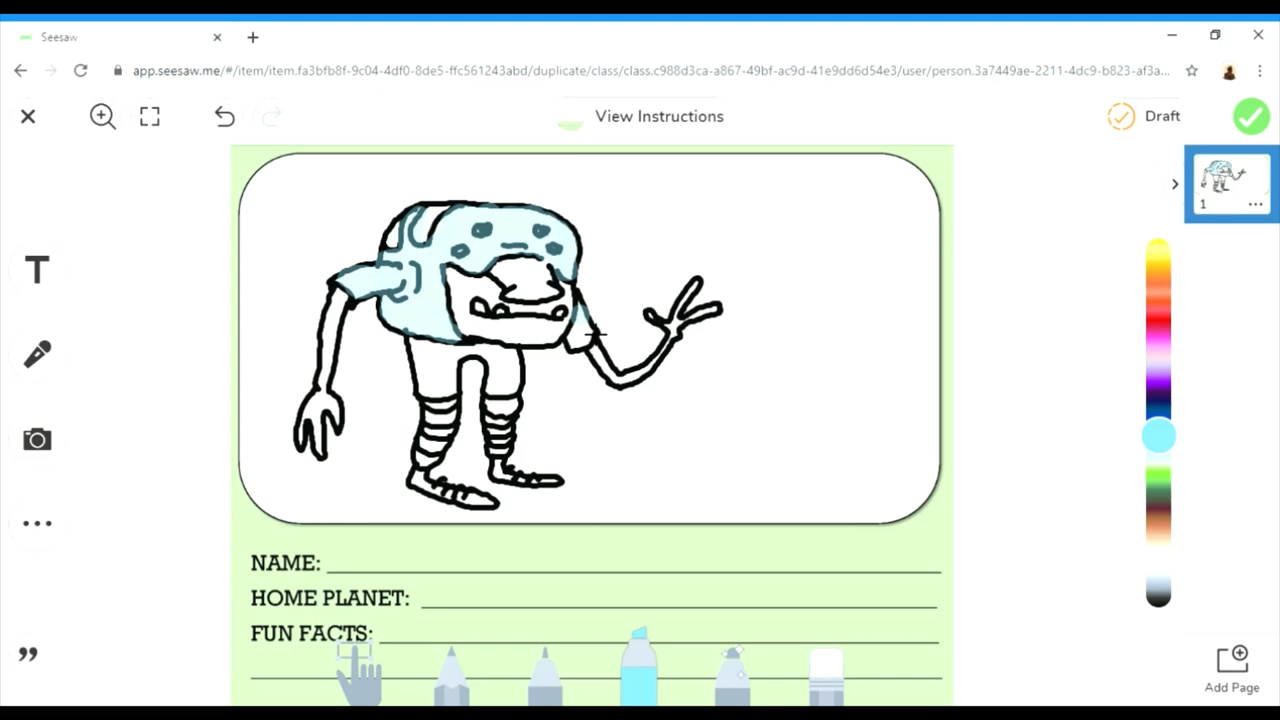 Seesaw
app.seesaw.me/#/item/item.fa3bfb8f-9c04-4df0-8de5-ffc561243abd/duplicate/class/class.c988d3ca-a867-49bf-ac9d-41e9dd6d54e3/user/person.3a7449ae-2211-4dc9-b823-af3a...
View Instructions
Draft
1
T
NAME:
HOME PLANET:
FUN FACTS:
Add Page